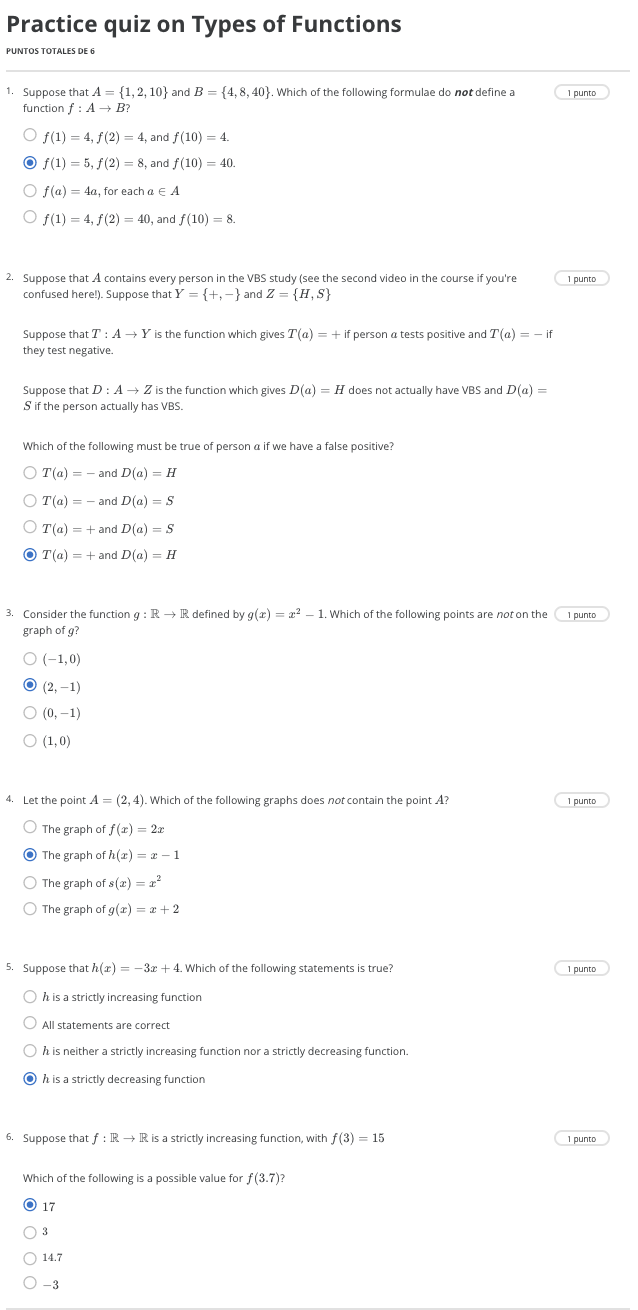 Practice quiz on Types of Functions
PUNTOS TOTALES DE 6
1. Suppose that A = {1, 2, 10} and B = {4, 8, 40}. Which of the following formulae do not define a
function f : A → B?
1 punto
f(1) = 4, f(2) = 4, and f(10) = 4.
f(1) = 5, f(2) = 8, and f(10) = 40.
f(a) = 4a, for each a ∈ A
f(1) = 4, f(2) = 40, and f(10) = 8.
2. Suppose that A contains every person in the VBS study (see the second video in the course if you're
confused here!). Suppose that Y = {+, −} and Z = {H, S}
1 punto
Suppose that T : A → Y is the function which gives T(a) = + if person a tests positive and T(a) = − if
they test negative.
Suppose that D : A → Z is the function which gives D(a) = H does not actually have VBS and D(a) =
S if the person actually has VBS.
Which of the following must be true of person a if we have a false positive?
T(a) = − and D(a) = H
T(a) = − and D(a) = S
T(a) = + and D(a) = S
T(a) = + and D(a) = H
3. Consider the function g : ℝ → ℝ defined by g(x) = x² − 1. Which of the following points are not on the
graph of g?
1 punto
(−1, 0)
(2, −1)
(0, −1)
(1, 0)
4. Let the point A = (2, 4). Which of the following graphs does not contain the point A?
1 punto
The graph of f(x) = 2x
The graph of h(x) = x − 1
The graph of s(x) = x²
The graph of g(x) = x + 2
5. Suppose that h(x) = −3x + 4. Which of the following statements is true?
1 punto
h is a strictly increasing function
All statements are correct
h is neither a strictly increasing function nor a strictly decreasing function.
h is a strictly decreasing function
6. Suppose that f : ℝ → ℝ is a strictly increasing function, with f(3) = 15
1 punto
Which of the following is a possible value for f(3.7)?
17
3
14.7
−3